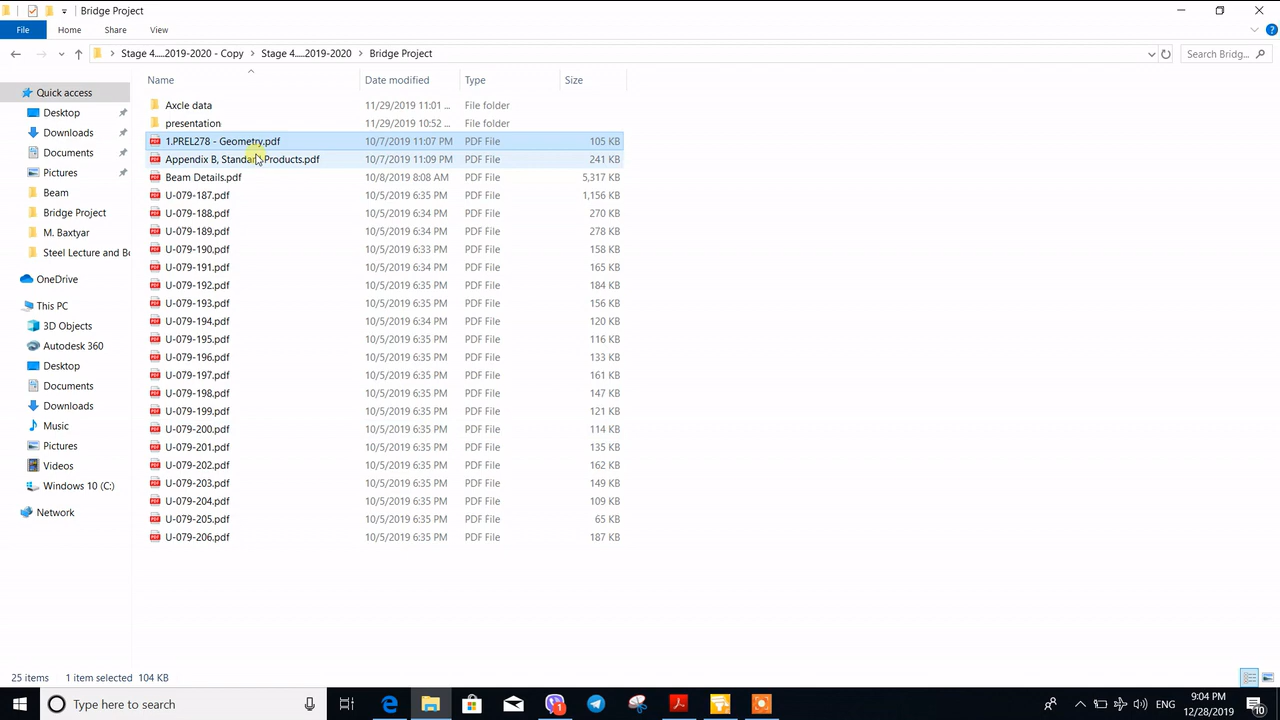 Bridge Project
File Home Share View
Stage 4.....2019-2020 - Copy Stage 4.....2019-2020 Bridge Project Search Bridg...
Name Date modified Type Size
Quick access
Desktop
Downloads
Documents
Pictures
Beam
Bridge Project
M. Baxtyar
Steel Lecture and Be
OneDrive
This PC
3D Objects
Autodesk 360
Desktop
Documents
Downloads
Music
Pictures
Videos
Windows 10 (C:)
Network
Axcle data 11/29/2019 11:01 ... File folder
presentation 11/29/2019 10:52 ... File folder
1.PREL278 - Geometry.pdf 10/7/2019 11:07 PM PDF File 105 KB
Appendix B, Standard Products.pdf 10/7/2019 11:09 PM PDF File 241 KB
Beam Details.pdf 10/8/2019 8:08 AM PDF File 5,317 KB
U-079-187.pdf 10/5/2019 6:35 PM PDF File 1,156 KB
U-079-188.pdf 10/5/2019 6:34 PM PDF File 270 KB
U-079-189.pdf 10/5/2019 6:34 PM PDF File 278 KB
U-079-190.pdf 10/5/2019 6:33 PM PDF File 158 KB
U-079-191.pdf 10/5/2019 6:34 PM PDF File 165 KB
U-079-192.pdf 10/5/2019 6:35 PM PDF File 184 KB
U-079-193.pdf 10/5/2019 6:35 PM PDF File 156 KB
U-079-194.pdf 10/5/2019 6:34 PM PDF File 120 KB
U-079-195.pdf 10/5/2019 6:35 PM PDF File 116 KB
U-079-196.pdf 10/5/2019 6:35 PM PDF File 133 KB
U-079-197.pdf 10/5/2019 6:35 PM PDF File 161 KB
U-079-198.pdf 10/5/2019 6:35 PM PDF File 147 KB
U-079-199.pdf 10/5/2019 6:35 PM PDF File 121 KB
U-079-200.pdf 10/5/2019 6:35 PM PDF File 114 KB
U-079-201.pdf 10/5/2019 6:35 PM PDF File 135 KB
U-079-202.pdf 10/5/2019 6:35 PM PDF File 162 KB
U-079-203.pdf 10/5/2019 6:35 PM PDF File 149 KB
U-079-204.pdf 10/5/2019 6:35 PM PDF File 109 KB
U-079-205.pdf 10/5/2019 6:35 PM PDF File 65 KB
U-079-206.pdf 10/5/2019 6:35 PM PDF File 187 KB
25 items 1 item selected 104 KB
Type here to search
ENG
9:04 PM
12/28/2019